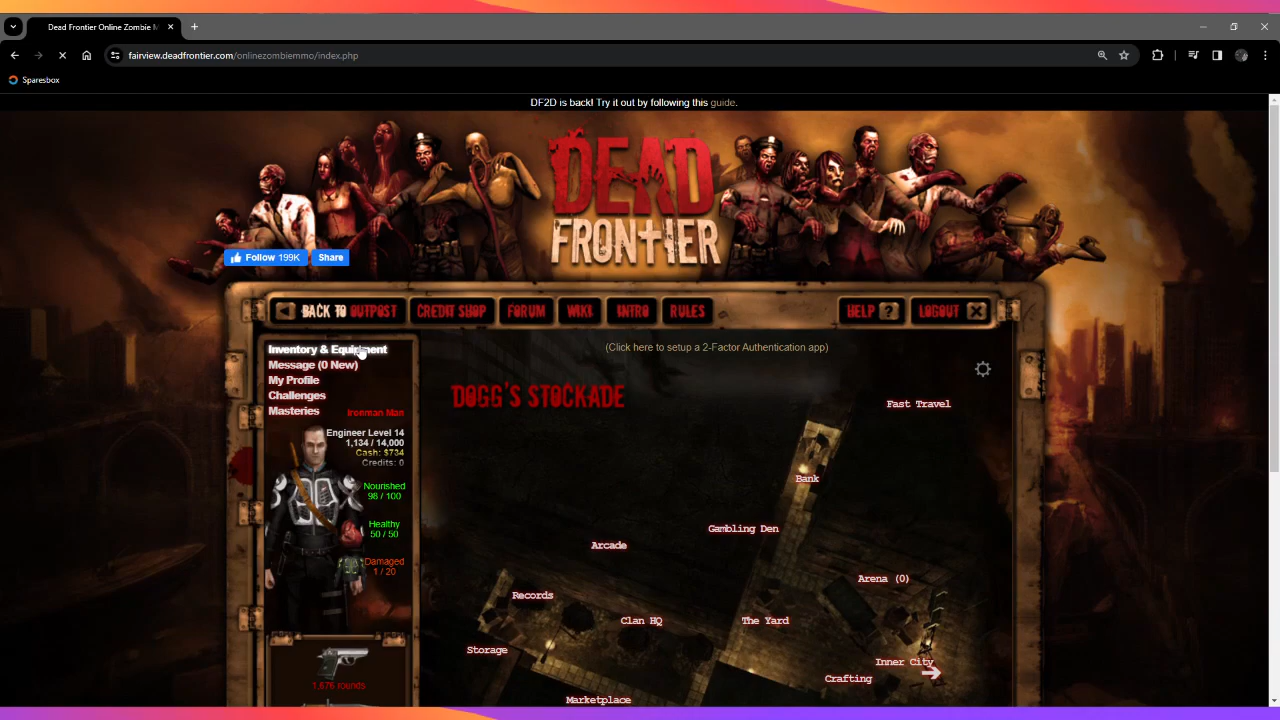 Dead Frontier Online Zombie M
fairview.deadfrontier.com/onlinezombiemmo/index.php
Sparesbox
DF2D is back! Try it out by following this guide.
DEAD
FRONTIER
Follow 199K
Share
BACK TO OUTPOST
CREDIT SHOP
FORUM
WIKI
INTRO
RULES
HELP ?
LOGOUT X
Inventory & Equipment
Message (0 New)
My Profile
Challenges
Masteries
Ironman Man
Engineer Level 14
1,134 / 14,000
Cash: $734
Credits: 0
Nourished
98 / 100
Healthy
50 / 50
Damaged
1 / 20
1,676 rounds
(Click here to setup a 2-Factor Authentication app)
DOGG'S STOCKADE
Fast Travel
Bank
Gambling Den
Arcade
Arena (0)
Records
Clan HQ
The Yard
Storage
Inner City
Crafting
Marketplace